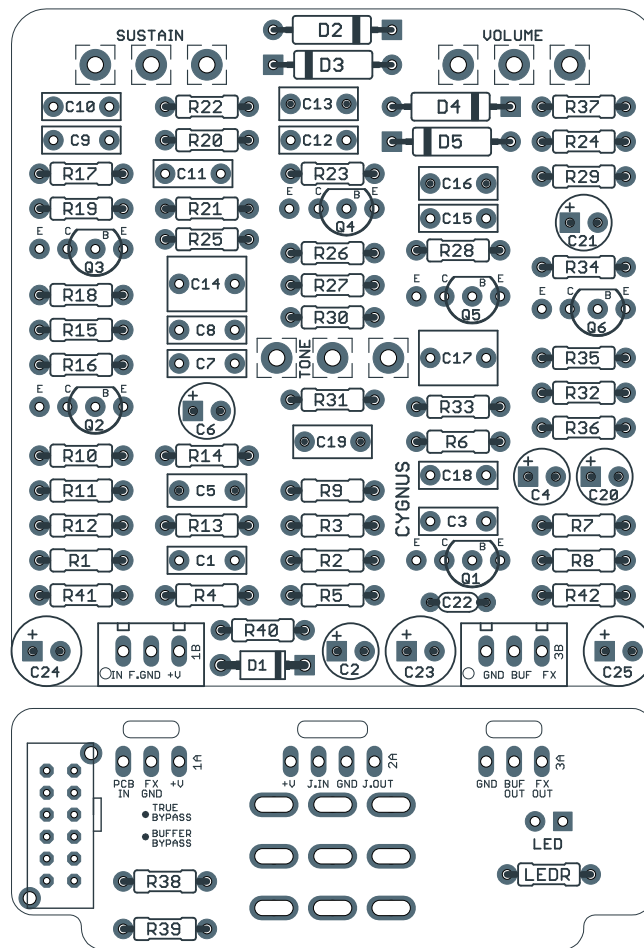 D2
SUSTAIN
VOLUME
D3
C10
R22
C13
D4
R37
C9
R20
C12
D5
R24
R17
C11
R23
C16
R29
R19
R21
E C B E
Q4
C15
+
C21
E C B E
Q3
R25
R26
R28
R34
R18
C14
R27
E C B E
Q5
E C B E
Q6
R15
C8
R30
R16
C7
TONE
C17
R35
E C B E
Q2
+
C6
R31
R33
R32
R10
R14
C19
R6
R36
R11
C5
R9
CYGNUS
C18
+
C4
+
C20
R12
R13
R3
C3
R7
R1
C1
R2
E C B E
Q1
R8
R41
R4
R5
C22
R42
+
C24
IN F.GND +V
1B
R40
D1
+
C2
+
C23
GND BUF FX
3B
+
C25
1A
PCB IN
FX GND
+V
2A
+V J.IN GND J.OUT
3A
GND
BUF OUT
FX OUT
TRUE
BYPASS
BUFFER
BYPASS
LED
R38
LEDR
R39